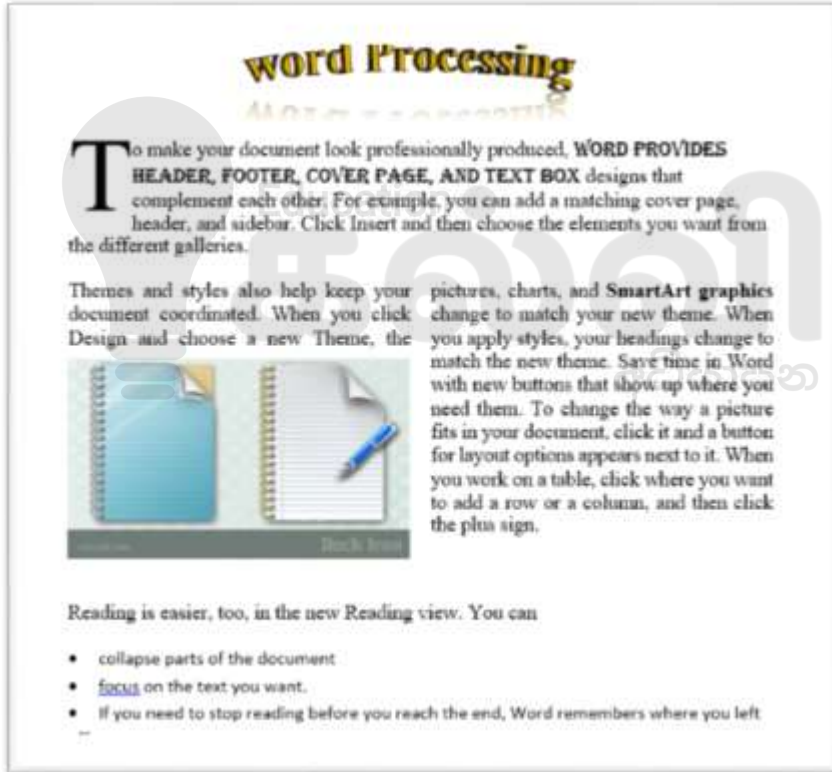 word Processing
To make your document look professionally produced, WORD PROVIDES
HEADER, FOOTER, COVER PAGE, AND TEXT BOX designs that
complement each other. For example, you can add a matching cover page,
header, and sidebar. Click Insert and then choose the elements you want from
the different galleries.
Themes and styles also help keep your
document coordinated. When you click
Design and choose a new Theme, the
pictures, charts, and SmartArt graphics
change to match your new theme. When
you apply styles, your headings change to
match the new theme. Save time in Word
with new buttons that show up where you
need them. To change the way a picture
fits in your document, click it and a button
for layout options appears next to it. When
you work on a table, click where you want
to add a row or a column, and then click
the plus sign.
Reading is easier, too, in the new Reading view. You can
• collapse parts of the document
• focus on the text you want.
• If you need to stop reading before you reach the end, Word remembers where you left
Education
கல்வி